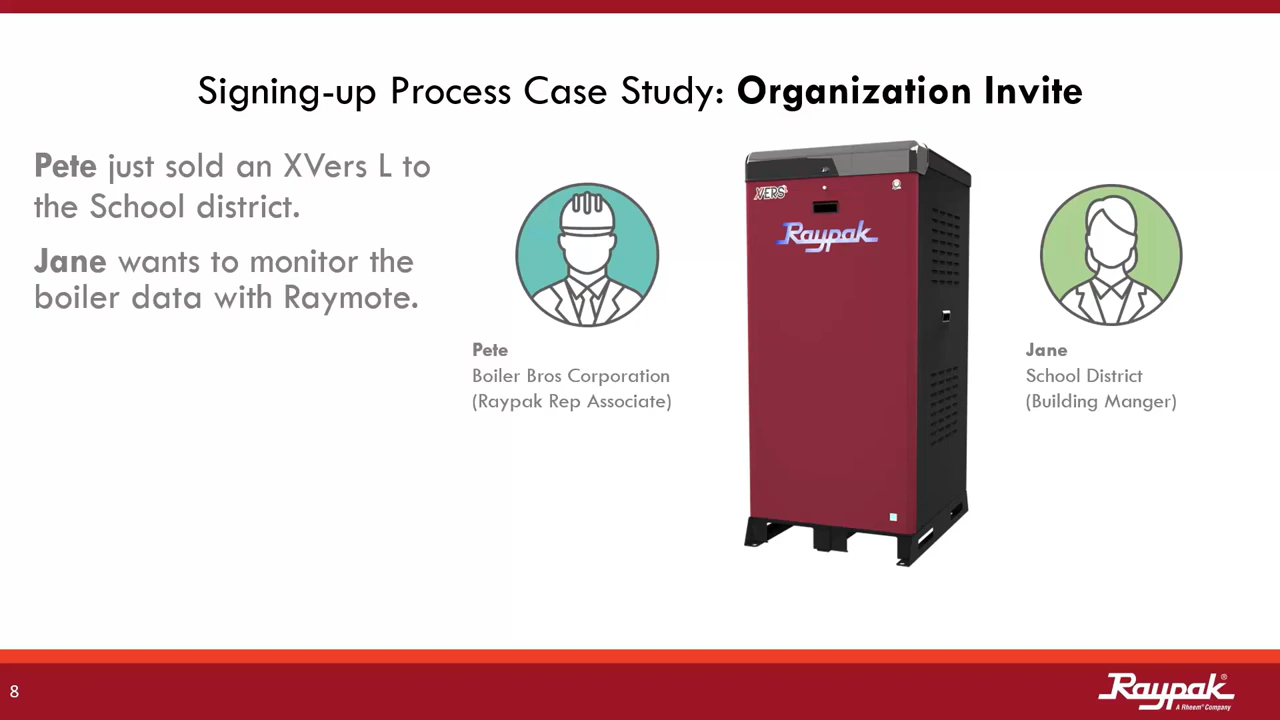 Signing-up Process Case Study: Organization Invite
Pete just sold an XVers L to
the School district.
Jane wants to monitor the
boiler data with Raymote.
XVERS
Raypak
Pete
Boiler Bros Corporation
(Raypak Rep Associate)
Jane
School District
(Building Manger)
8
Raypak®
A Rheem® Company